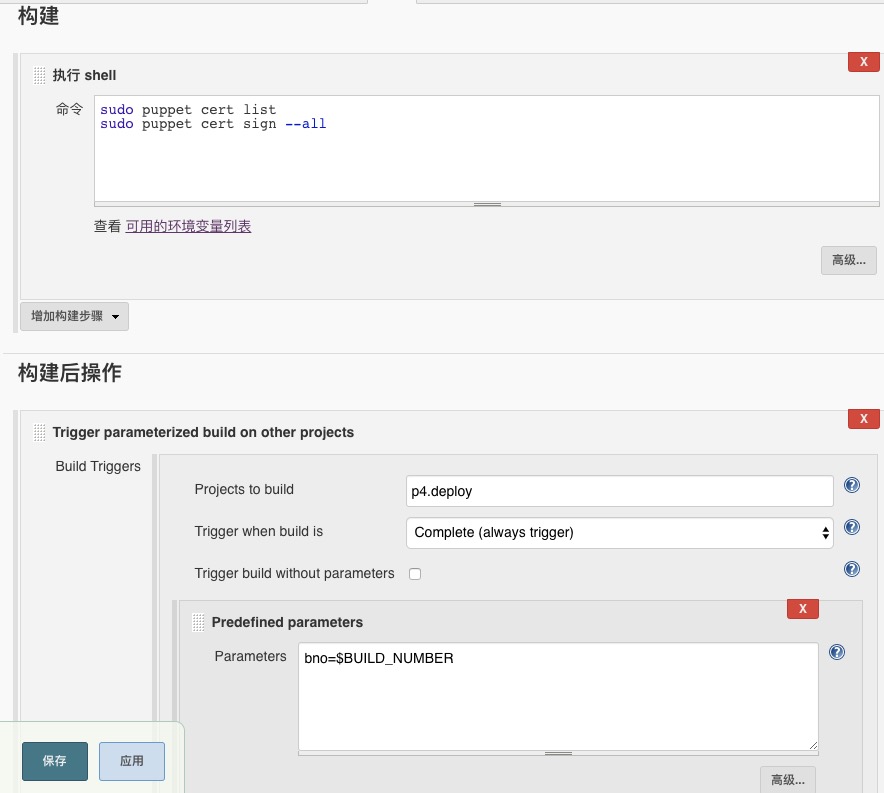 构建
X
执行 shell
命令
sudo puppet cert list
sudo puppet cert sign --all
查看 可用的环境变量列表
高级...
增加构建步骤
构建后操作
X
Trigger parameterized build on other projects
Build Triggers
Projects to build
p4.deploy
Trigger when build is
Complete (always trigger)
Trigger build without parameters
X
Predefined parameters
Parameters
bno=$BUILD_NUMBER
保存
应用
高级...